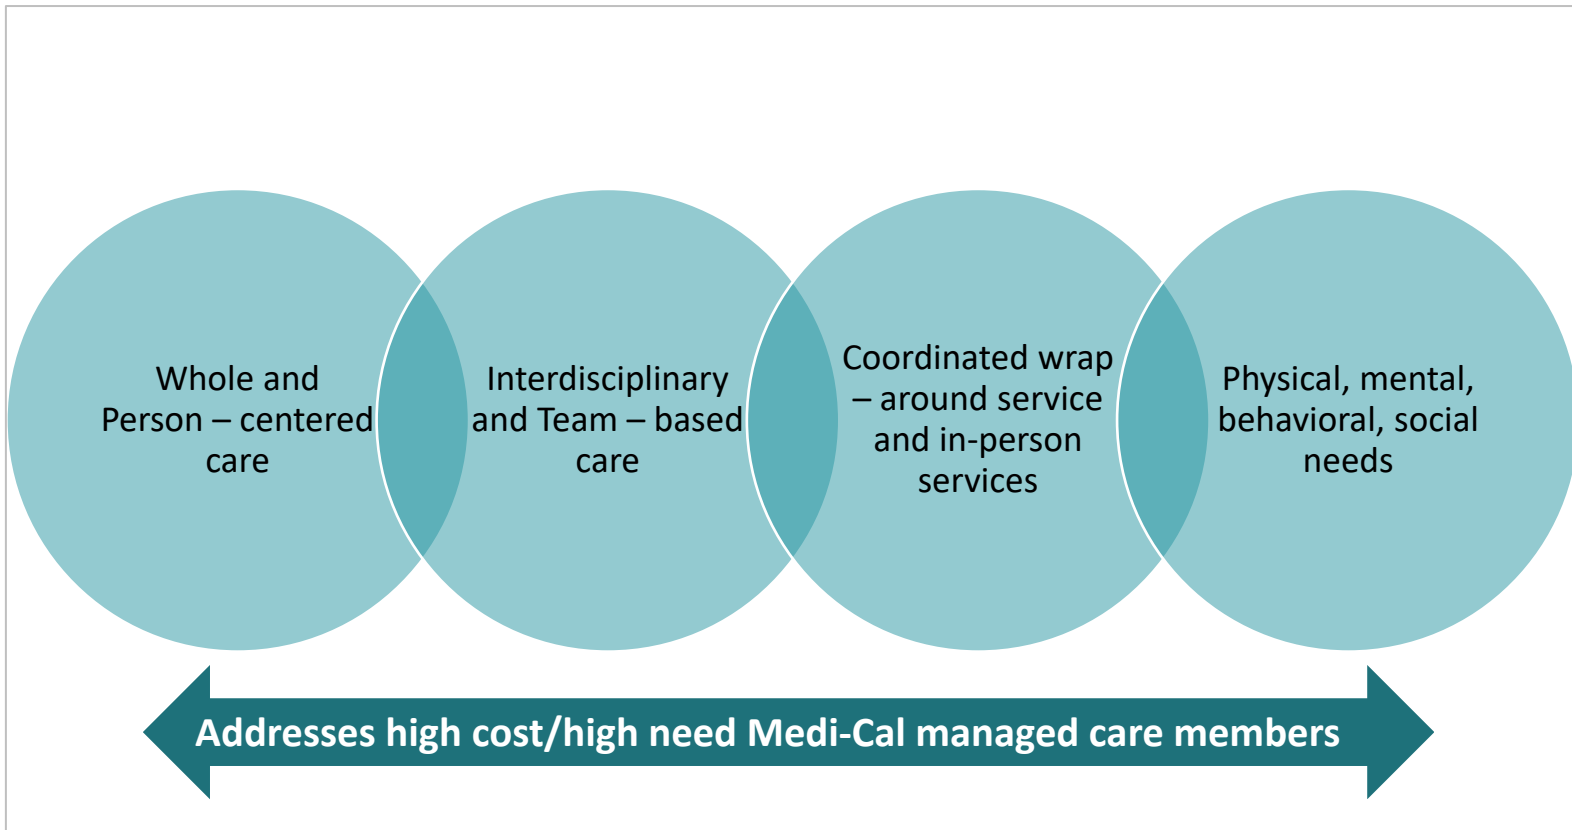 Whole and
Person – centered
care
Interdisciplinary
and Team – based
care
Coordinated wrap
– around service
and in-person
services
Physical, mental,
behavioral, social
needs
Addresses high cost/high need Medi-Cal managed care members